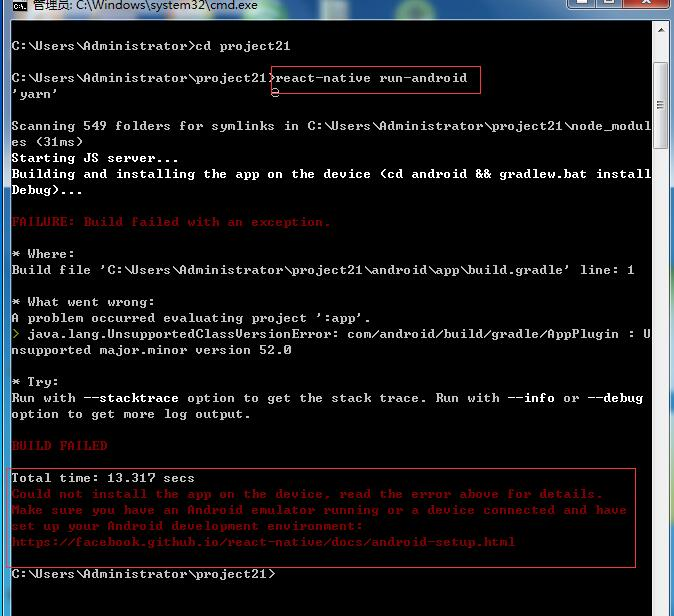 管理员: C:\Windows\system32\cmd.exe
C:\Users\Administrator>cd project21
C:\Users\Administrator\project21>react-native run-android
'yarn'
Scanning 549 folders for symlinks in C:\Users\Administrator\project21\node_modul
es (31ms)
Starting JS server...
Building and installing the app on the device (cd android && gradlew.bat install
Debug)...
FAILURE: Build failed with an exception.
* Where:
Build file 'C:\Users\Administrator\project21\android\app\build.gradle' line: 1
* What went wrong:
A problem occurred evaluating project ':app'.
> java.lang.UnsupportedClassVersionError: com/android/build/gradle/AppPlugin : U
nsupported major.minor version 52.0
* Try:
Run with --stacktrace option to get the stack trace. Run with --info or --debug
option to get more log output.
BUILD FAILED
Total time: 13.317 secs
Could not install the app on the device, read the error above for details.
Make sure you have an Android emulator running or a device connected and have
set up your Android development environment:
https://facebook.github.io/react-native/docs/android-setup.html
C:\Users\Administrator\project21>